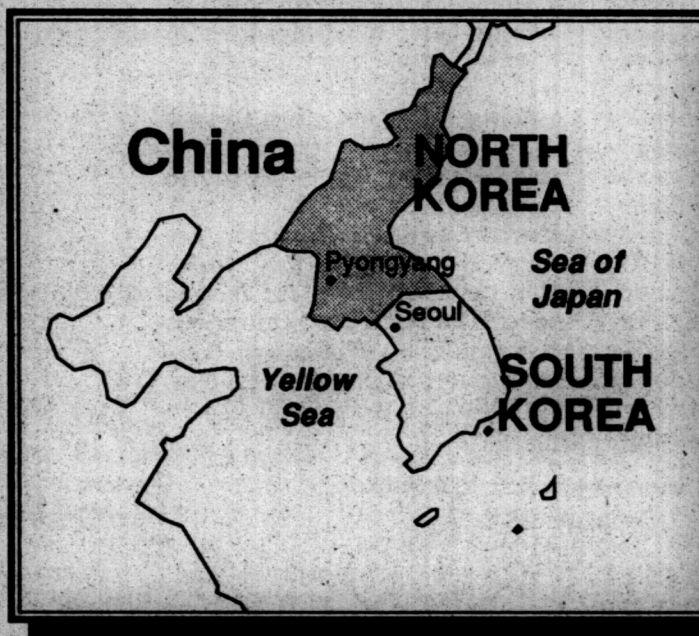 China
NORTH
KOREA
Pyongyang
Sea of
Japan
Seoul
Yellow
Sea
SOUTH
KOREA